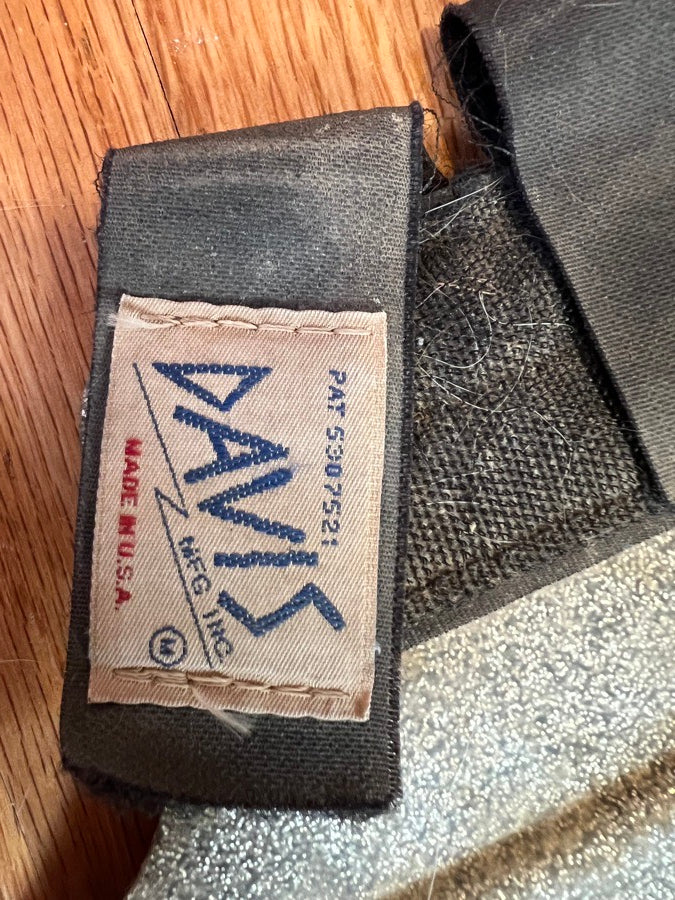 PAT 5307521
DAVIS
MFG. INC.
MADE IN U.S.A.
M